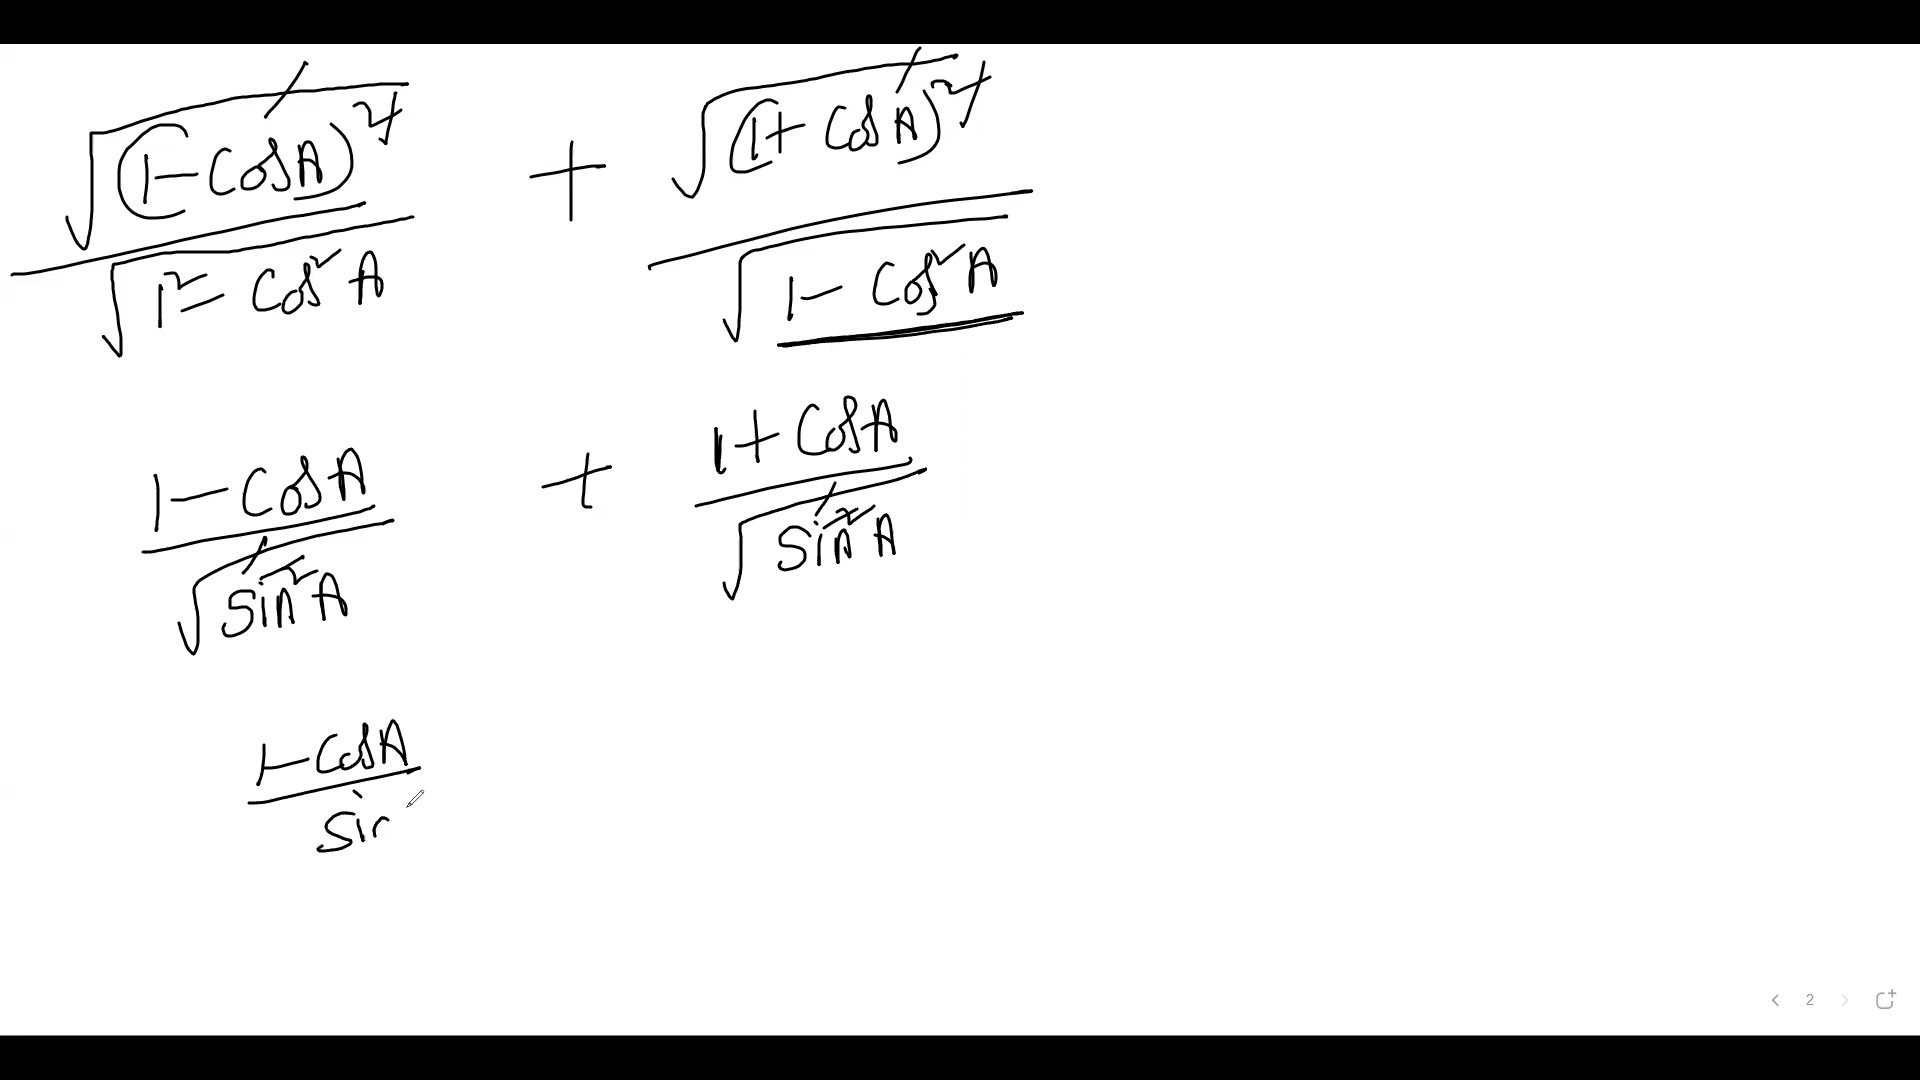 √(1-CosA)² / √1²-Cos²A + √(1+CosA)² / √1-Cos²A
1-CosA / √Sin²A + 1+CosA / √Sin²A
1-CosA / Sin
2